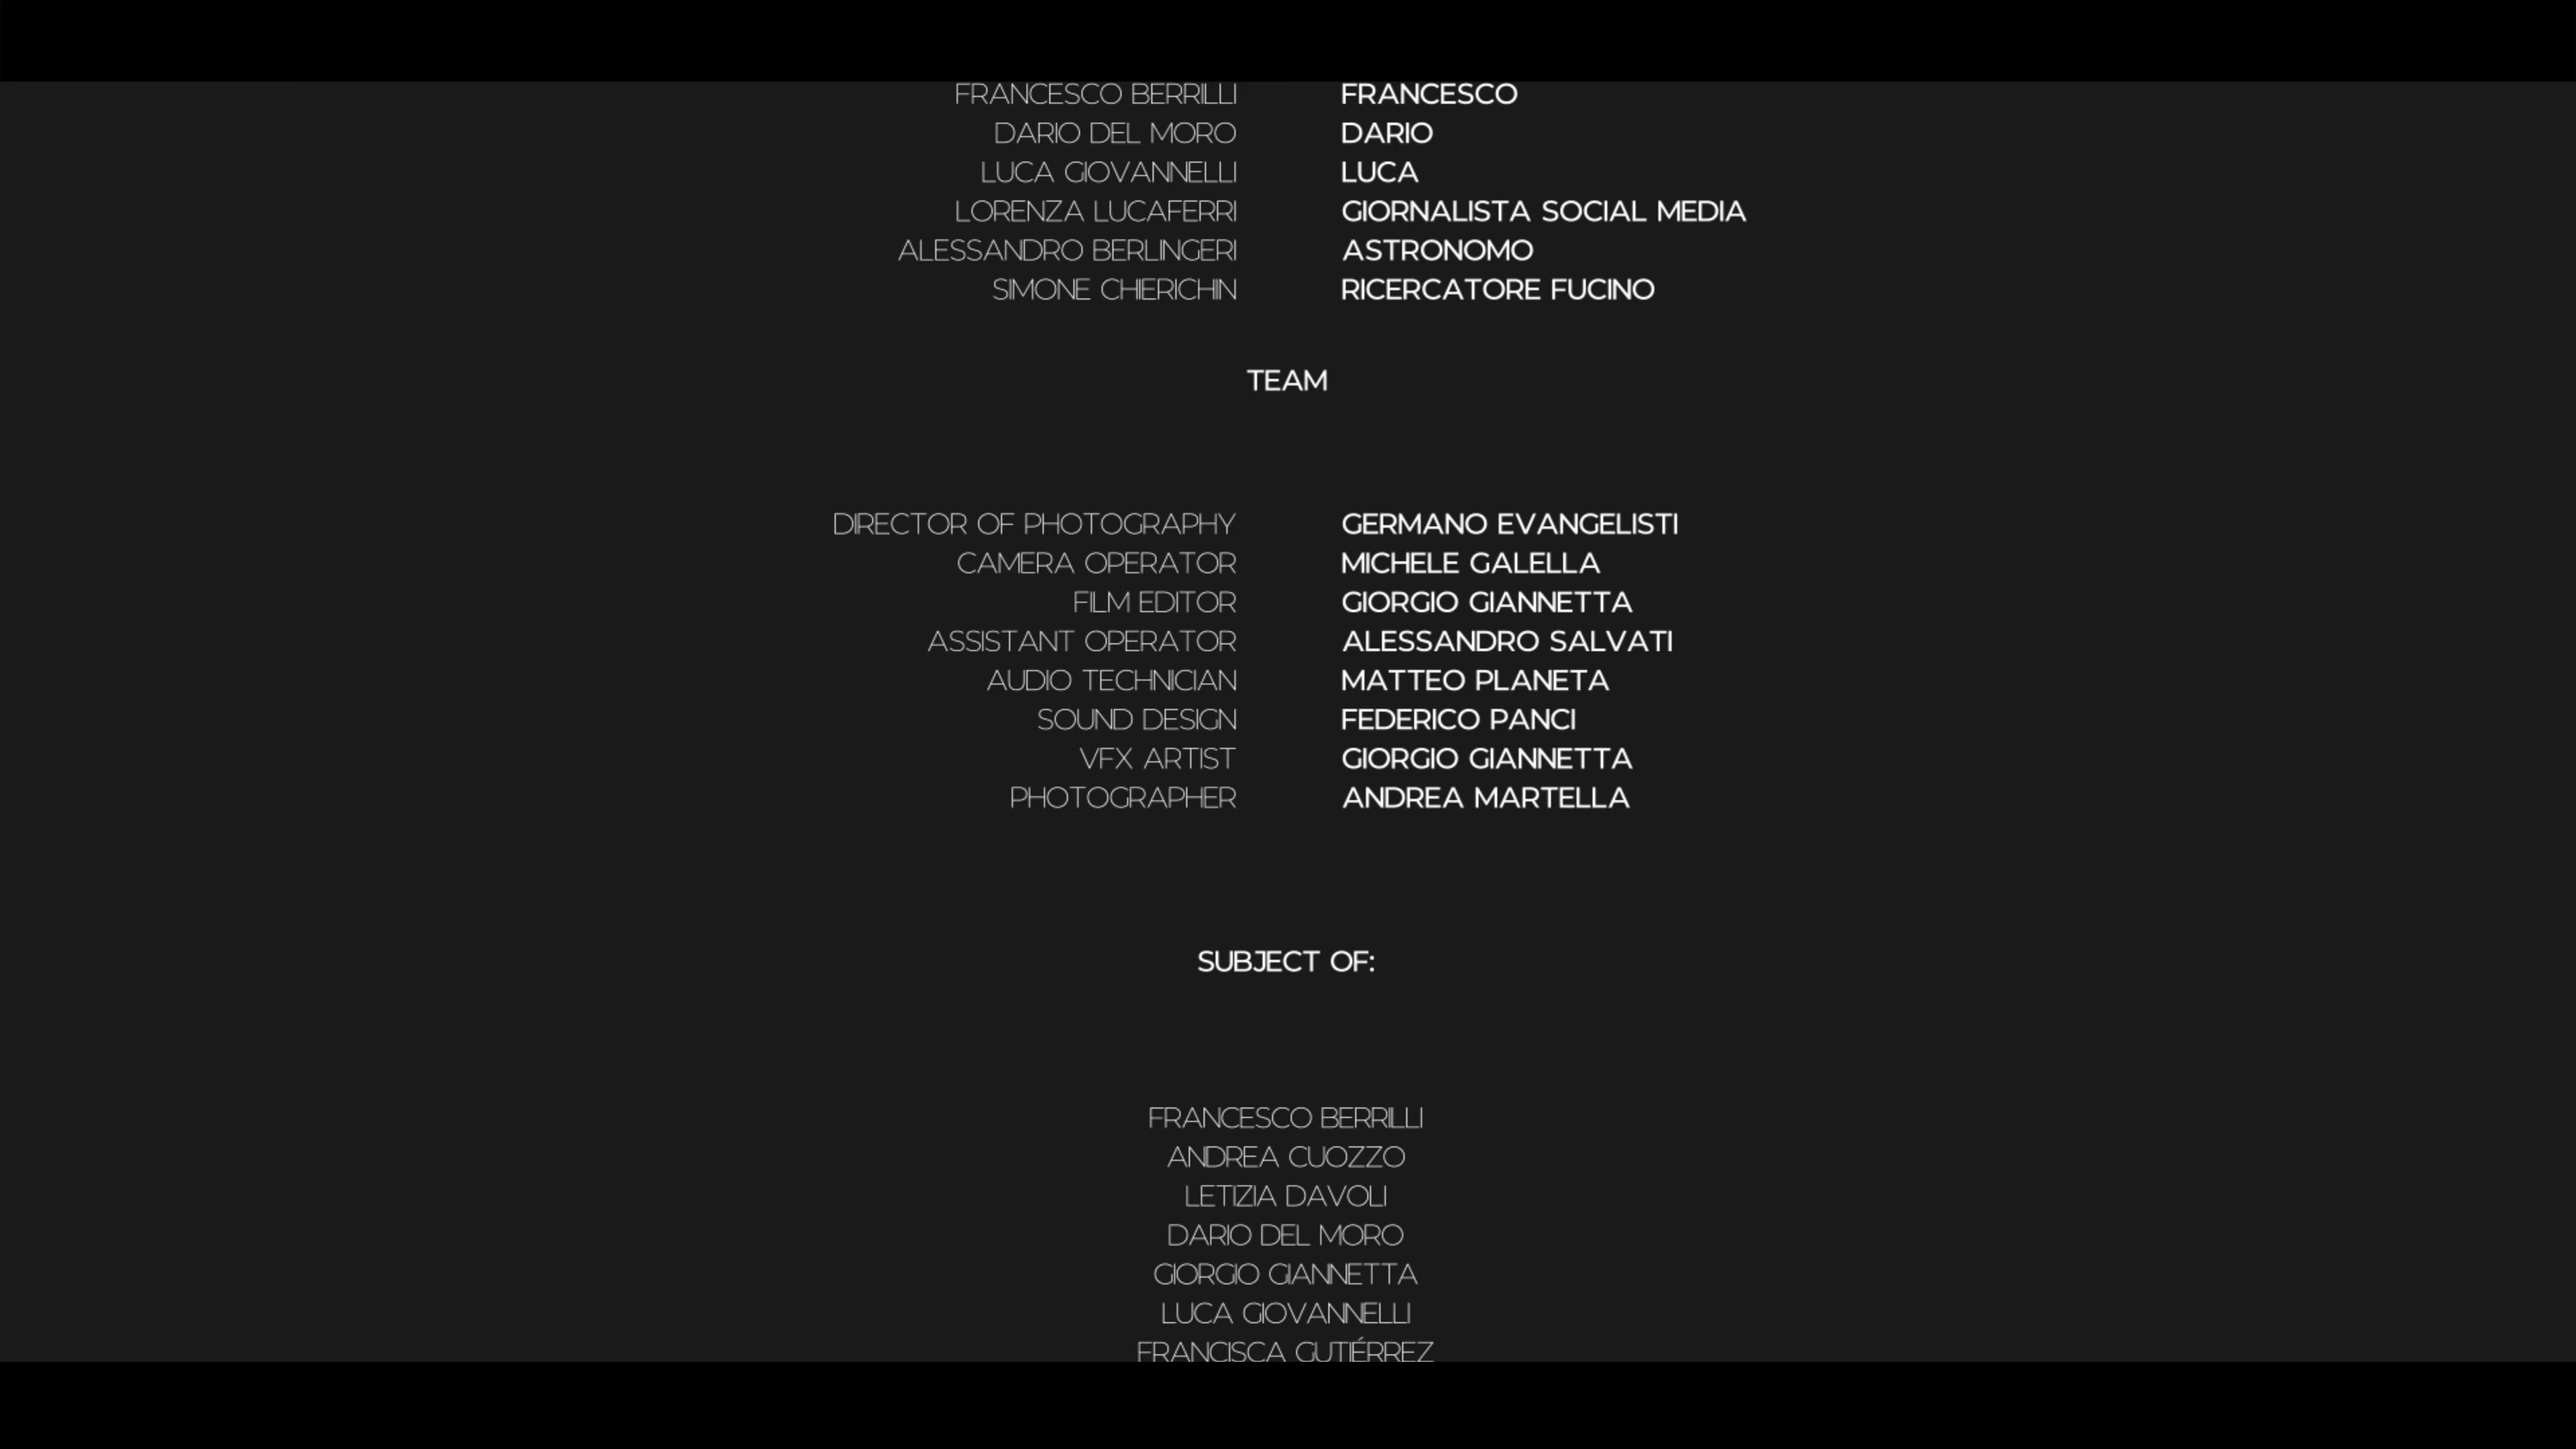 FRANCESCO BERRILLI FRANCESCO
DARIO DEL MORO DARIO
LUCA GIOVANNELLI LUCA
LORENZA LUCAFERRI GIORNALISTA SOCIAL MEDIA
ALESSANDRO BERLINGERI ASTRONOMO
SIMONE CHIERICHIN RICERCATORE FUCINO
TEAM
DIRECTOR OF PHOTOGRAPHY GERMANO EVANGELISTI
CAMERA OPERATOR MICHELE GALELLA
FILM EDITOR GIORGIO GIANNETTA
ASSISTANT OPERATOR ALESSANDRO SALVATI
AUDIO TECHNICIAN MATTEO PLANETA
SOUND DESIGN FEDERICO PANCI
VFX ARTIST GIORGIO GIANNETTA
PHOTOGRAPHER ANDREA MARTELLA
SUBJECT OF:
FRANCESCO BERRILLI
ANDREA CUOZZO
LETIZIA DAVOLI
DARIO DEL MORO
GIORGIO GIANNETTA
LUCA GIOVANNELLI
FRANCISCA GUTIÉRREZ